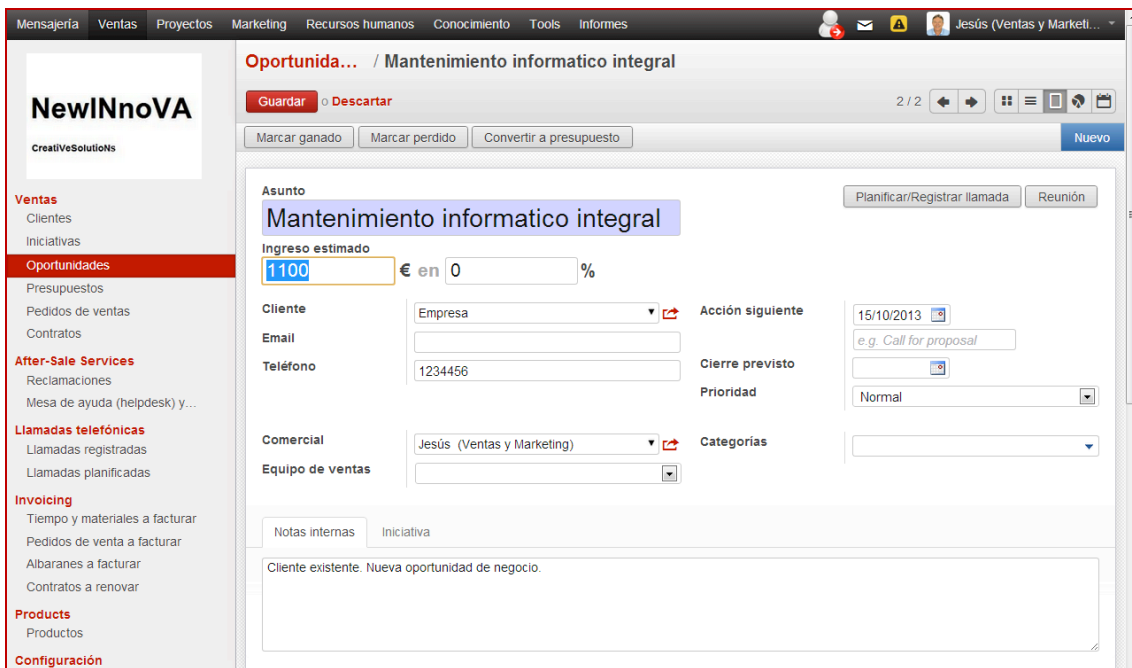 Mensajería Ventas Proyectos Marketing Recursos humanos Conocimiento Tools Informes Jesús (Ventas y Marketi...
NewINnoVA
CreatiVeSolutioNs
Ventas
Clientes
Iniciativas
Oportunidades
Presupuestos
Pedidos de ventas
Contratos
After-Sale Services
Reclamaciones
Mesa de ayuda (helpdesk) y...
Llamadas telefónicas
Llamadas registradas
Llamadas planificadas
Invoicing
Tiempo y materiales a facturar
Pedidos de venta a facturar
Albaranes a facturar
Contratos a renovar
Products
Productos
Configuración
Oportunida... / Mantenimiento informatico integral
Guardar o Descartar 2 / 2
Marcar ganado Marcar perdido Convertir a presupuesto Nuevo
Asunto Planificar/Registrar llamada Reunión
Mantenimiento informatico integral
Ingreso estimado
1100 € en 0 %
Cliente Empresa Acción siguiente 15/10/2013
Email e.g. Call for proposal
Teléfono 1234456 Cierre previsto
Prioridad Normal
Comercial Jesús (Ventas y Marketing) Categorías
Equipo de ventas
Notas internas Iniciativa
Cliente existente. Nueva oportunidad de negocio.